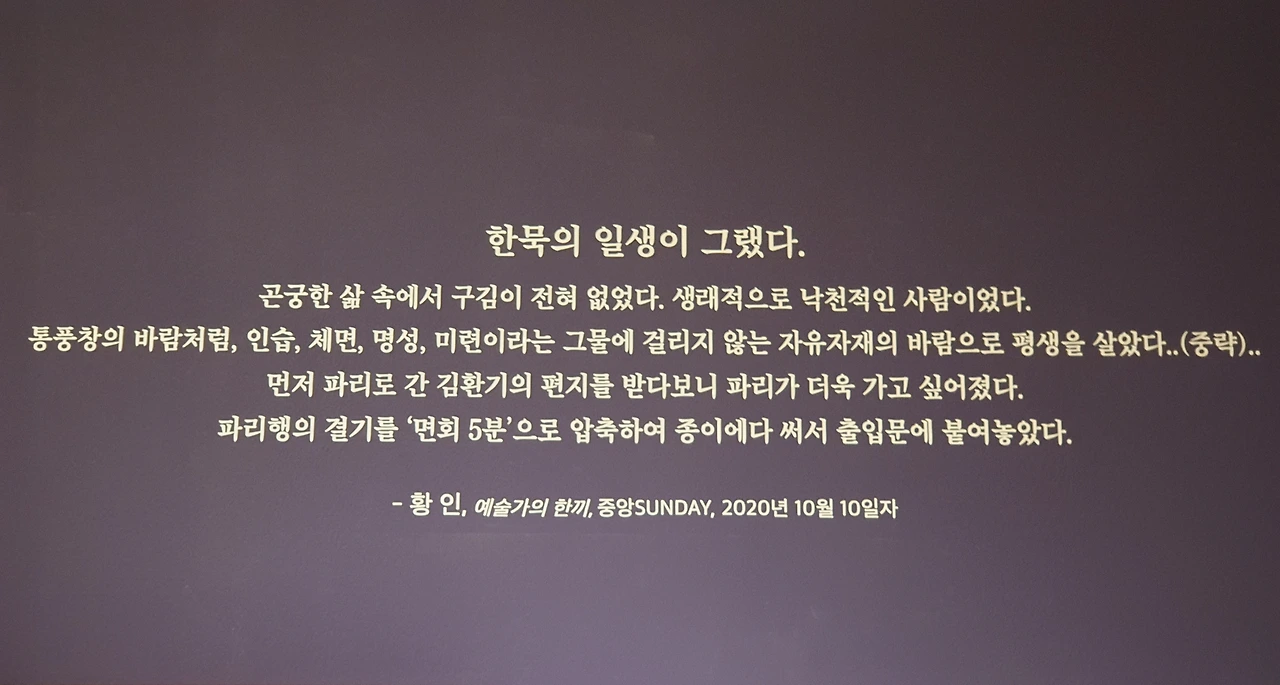 한묵의 일생이 그랬다.
곤궁한 삶 속에서 구김이 전혀 없었다. 생래적으로 낙천적인 사람이었다.
통풍창의 바람처럼, 인습, 체면, 명성, 미련이라는 그물에 걸리지 않는 자유자재의 바람으로 평생을 살았다..(중략)..
먼저 파리로 간 김환기의 편지를 받다보니 파리가 더욱 가고 싶어졌다.
파리행의 결기를 ‘면회 5분’으로 압축하여 종이에다 써서 출입문에 붙여놓았다.
- 황 인, 예술가의 한끼, 중앙SUNDAY, 2020년 10월 10일자